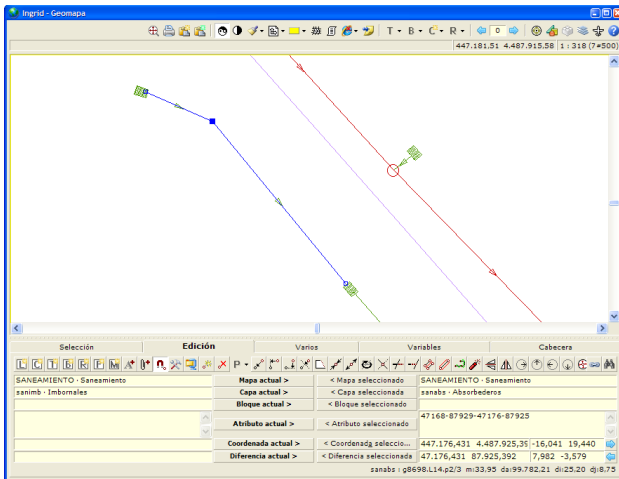 Ingrid - Geomapa
T B C R 0
447.181,51 4.487.915,58 1 : 318 (7≠500)
Selección Edición Varios Variables Cabecera
SANEAMIENTO · Saneamiento Mapa actual > < Mapa seleccionado SANEAMIENTO · Saneamiento
sanimb · Imbornales Capa actual > < Capa seleccionada sanabs · Absorbederos
Bloque actual > < Bloque seleccionado
Atributo actual > < Atributo seleccionado 47168-87929-47176-87925
Coordenada actual > < Coordenada seleccio... 447.176,431 4.487.925,39 -16,041 19,440
Diferencia actual > < Diferencia seleccionada 47.176,431 87.925,392 7,982 -3,579
sanabs : g8698.L14.p2/3 m:33,95 da:99.782,21 di:25,20 dj:8,75